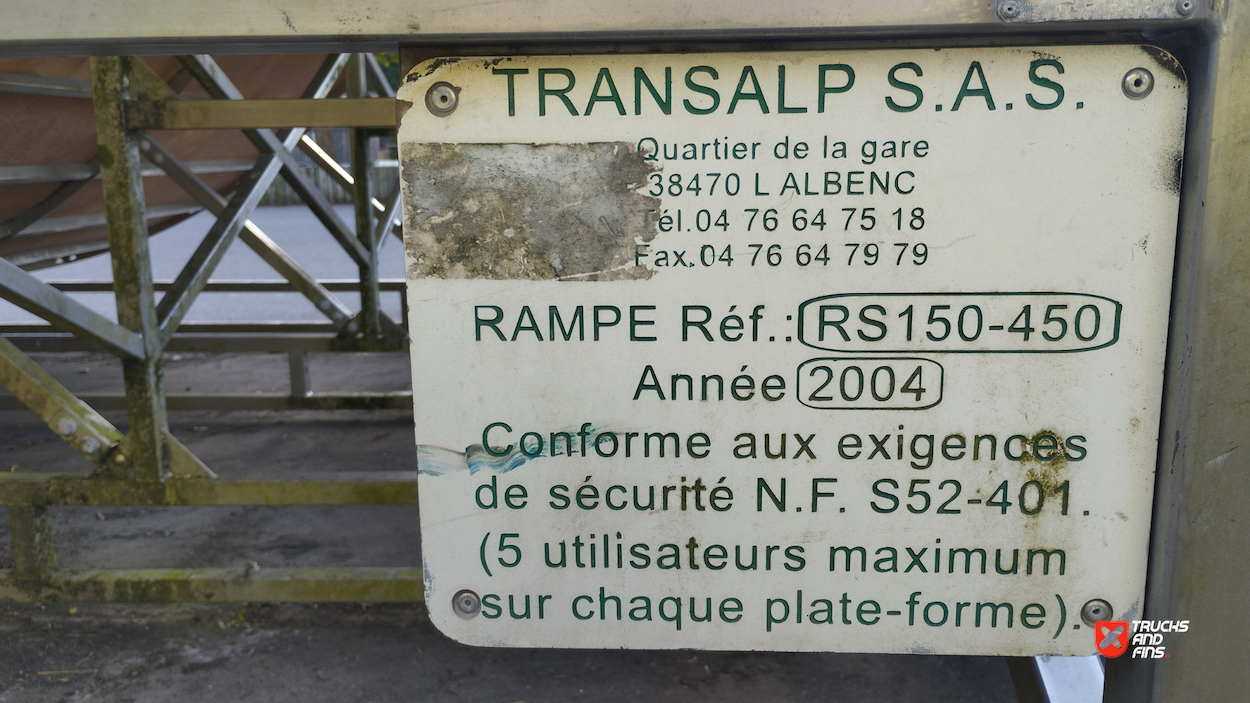 TRANSALP S.A.S.
Quartier de la gare
38470 L ALBENC
Tél.04 76 64 75 18
Fax.04 76 64 79 79
RAMPE Réf.: RS150-450
Année 2004
Conforme aux exigences
de sécurité N.F. S52-401.
(5 utilisateurs maximum
sur chaque plate-forme).
TRUCKS
AND
FINS